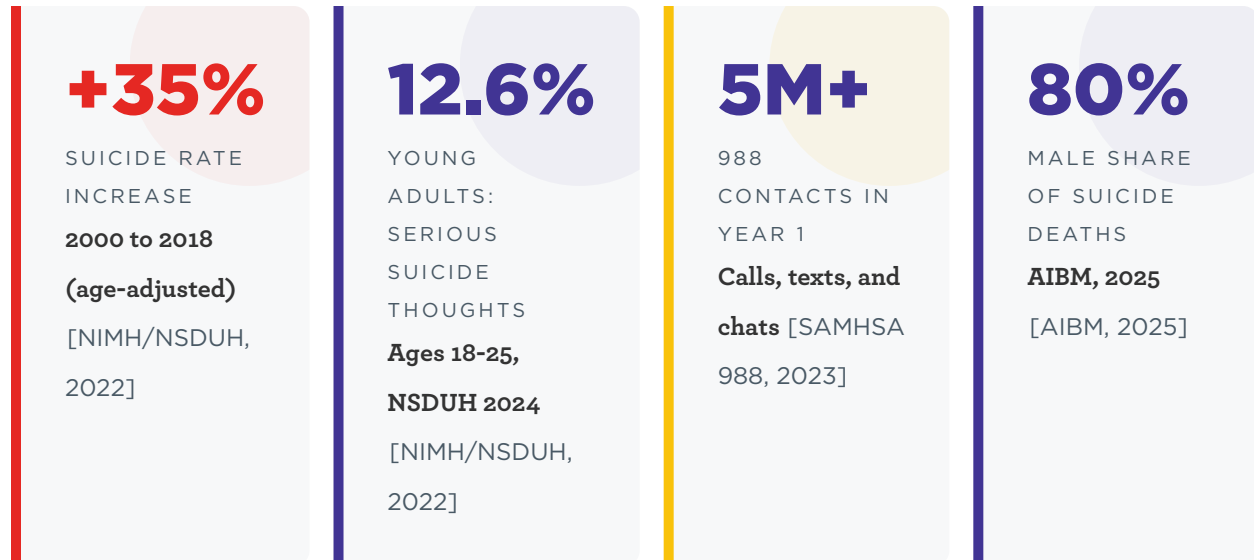 +35%
SUICIDE RATE
INCREASE
2000 to 2018
(age-adjusted)
[NIMH/NSDUH,
2022]
12.6%
YOUNG
ADULTS:
SERIOUS
SUICIDE
THOUGHTS
Ages 18-25,
NSDUH 2024
[NIMH/NSDUH,
2022]
5M+
988
CONTACTS IN
YEAR 1
Calls, texts, and
chats [SAMHSA
988, 2023]
80%
MALE SHARE
OF SUICIDE
DEATHS
AIBM, 2025
[AIBM, 2025]